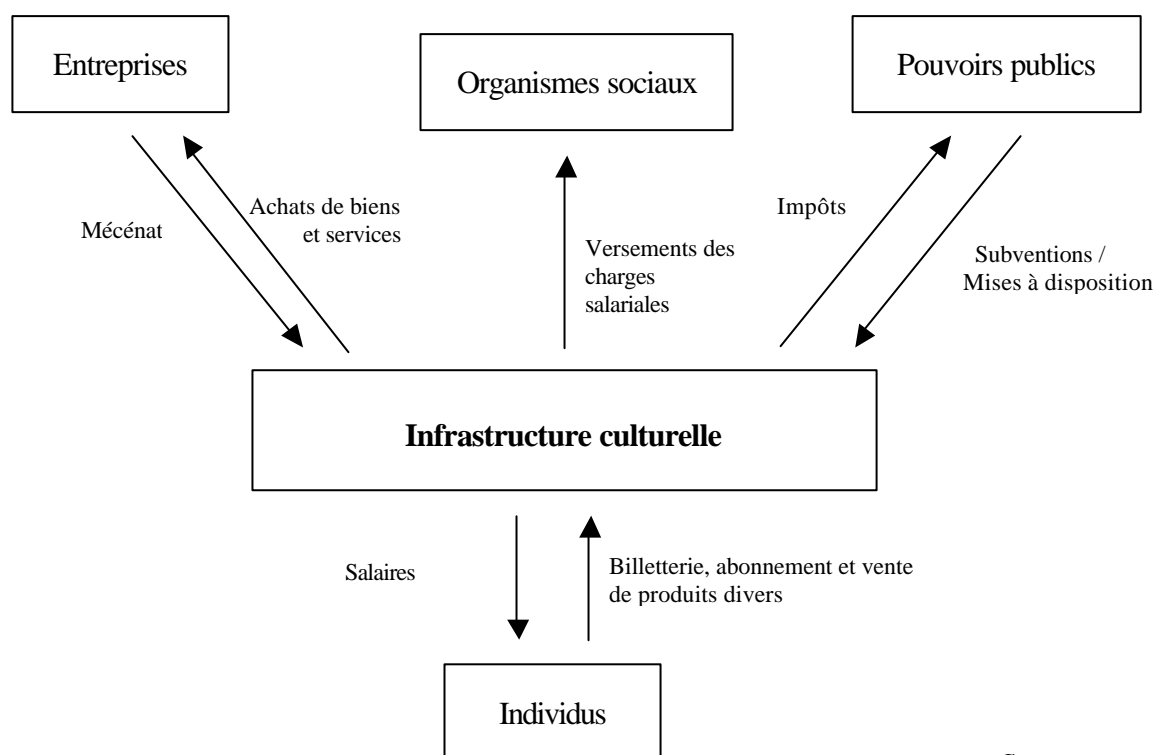 Entreprises
Organismes sociaux
Pouvoirs publics
Mécénat
Achats de biens
et services
Versements des
charges
salariales
Impôts
Subventions /
Mises à disposition
Infrastructure culturelle
Salaires
Billetterie, abonnement et vente
de produits divers
Individus